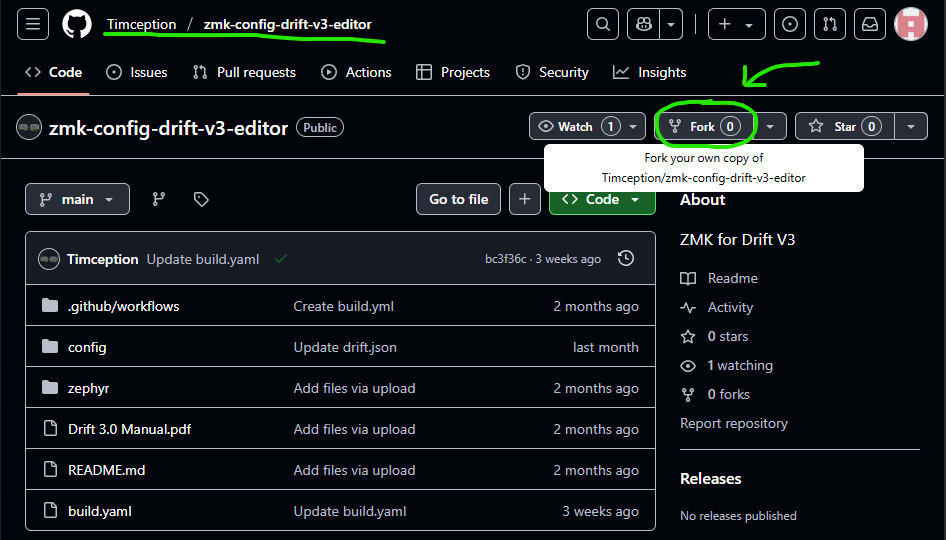 Timception / zmk-config-drift-v3-editor
Code Issues Pull requests Actions Projects Security Insights
zmk-config-drift-v3-editor Public
Watch 1 Fork 0 Star 0
Fork your own copy of
Timception/zmk-config-drift-v3-editor
main Go to file Code
About
Timception Update build.yaml bc3f36c · 3 weeks ago
ZMK for Drift V3
.github/workflows Create build.yml 2 months ago
config Update drift.json last month
zephyr Add files via upload 2 months ago
Drift 3.0 Manual.pdf Add files via upload 2 months ago
README.md Add files via upload 2 months ago
build.yaml Update build.yaml 3 weeks ago
Readme
Activity
0 stars
1 watching
0 forks
Report repository
Releases
No releases published